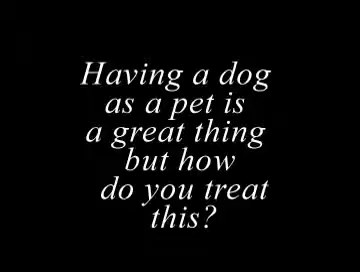 Having a dog
as a pet is
a great thing
but how
do you treat
this?